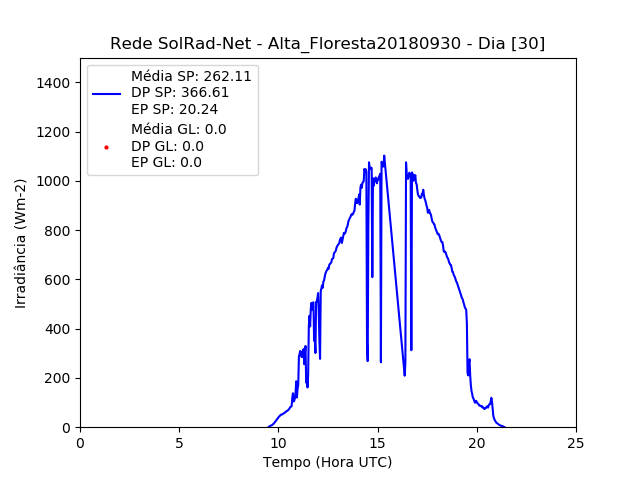 Rede SolRad-Net - Alta_Floresta20180930 - Dia [30]
Média SP: 262.11
DP SP: 366.61
EP SP: 20.24
Média GL: 0.0
DP GL: 0.0
EP GL: 0.0
Irradiância (Wm-2)
1400
1200
1000
800
600
400
200
0
0 5 10 15 20 25
Tempo (Hora UTC)